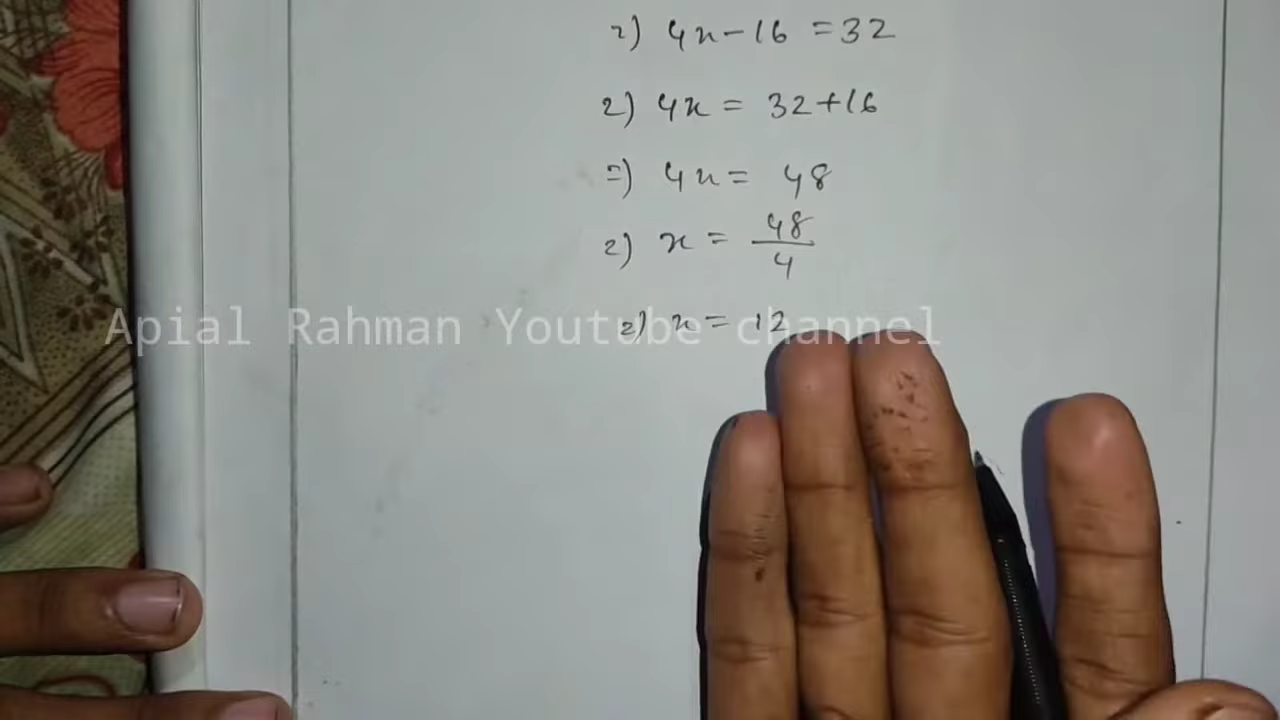 ⇒) 4x - 16 = 32
⇒) 4x = 32 + 16
⇒) 4x = 48
⇒) x = 48/4
⇒) x = 12
Apial Rahman Youtube channel